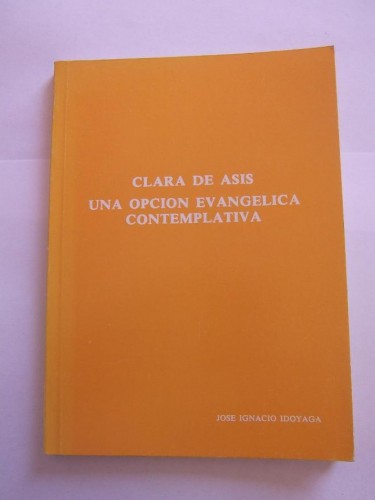 CLARA DE ASIS
UNA OPCION EVANGELICA
CONTEMPLATIVA
JOSE IGNACIO IDOYAGA